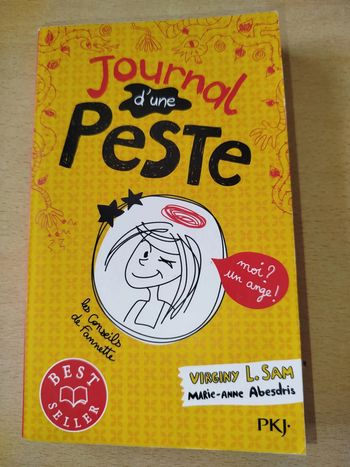 Journal
d'une
PESTE
moi?
un ange!
les Conseils
de Fannette
VIRGINY L. SAM
MARIE-ANNE ABESDRIS
BEST
SELLER
PKJ.